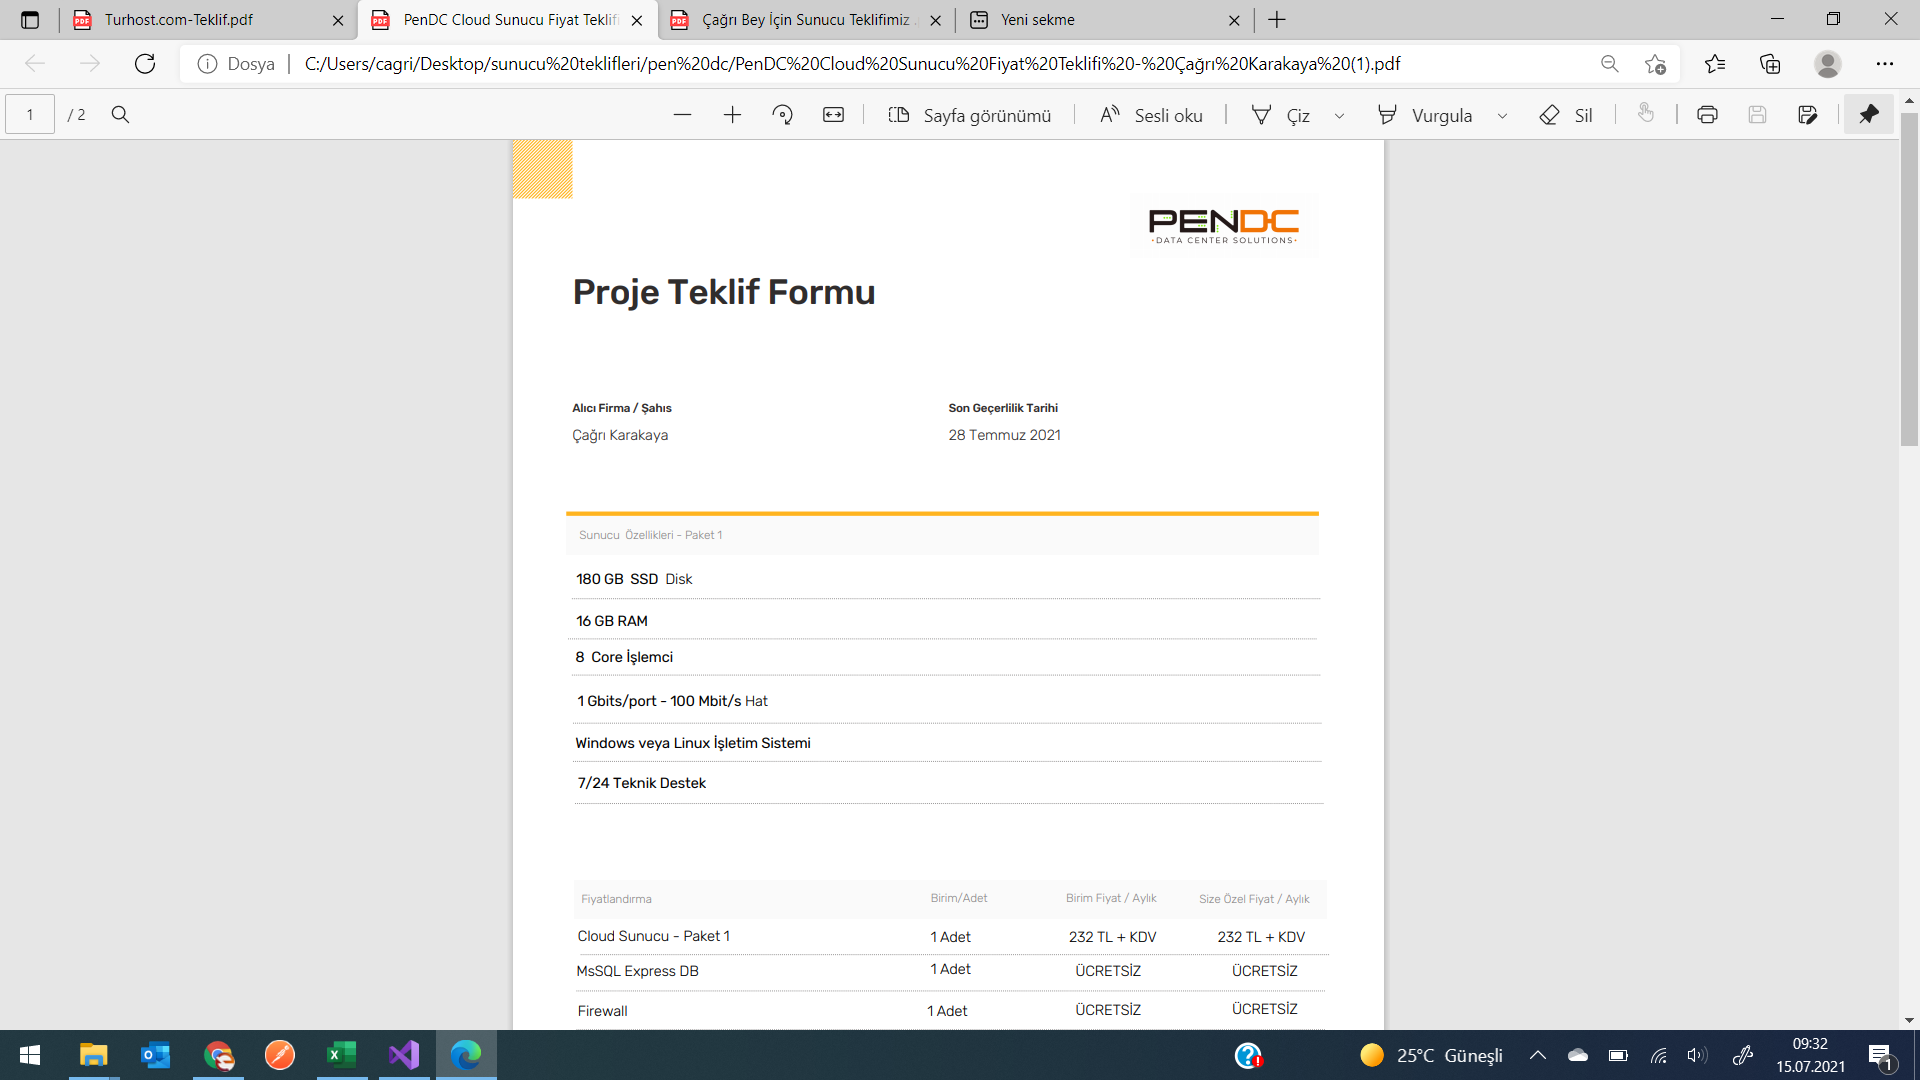 Turhost.com-Teklif.pdf
PenDC Cloud Sunucu Fiyat Teklifi
Çağrı Bey İçin Sunucu Teklifimiz
Yeni sekme
Dosya
C:/Users/cagri/Desktop/sunucu%20teklifleri/pen%20dc/PenDC%20Cloud%20Sunucu%20Fiyat%20Teklifi%20-%20Çağrı%20Karakaya%20(1).pdf
1 / 2
Sayfa görünümü
Sesli oku
Çiz
Vurgula
Sil
PENDC
DATA CENTER SOLUTIONS
Proje Teklif Formu
Alıcı Firma / Şahıs
Son Geçerlilik Tarihi
Çağrı Karakaya
28 Temmuz 2021
Sunucu Özellikleri - Paket 1
180 GB SSD Disk
16 GB RAM
8 Core İşlemci
1 Gbits/port - 100 Mbit/s Hat
Windows veya Linux İşletim Sistemi
7/24 Teknik Destek
Fiyatlandırma Birim/Adet Birim Fiyat / Aylık Size Özel Fiyat / Aylık
Cloud Sunucu - Paket 1 1 Adet 232 TL + KDV 232 TL + KDV
MsSQL Express DB 1 Adet ÜCRETSİZ ÜCRETSİZ
Firewall 1 Adet ÜCRETSİZ ÜCRETSİZ
25°C Güneşli
09:32
15.07.2021
1